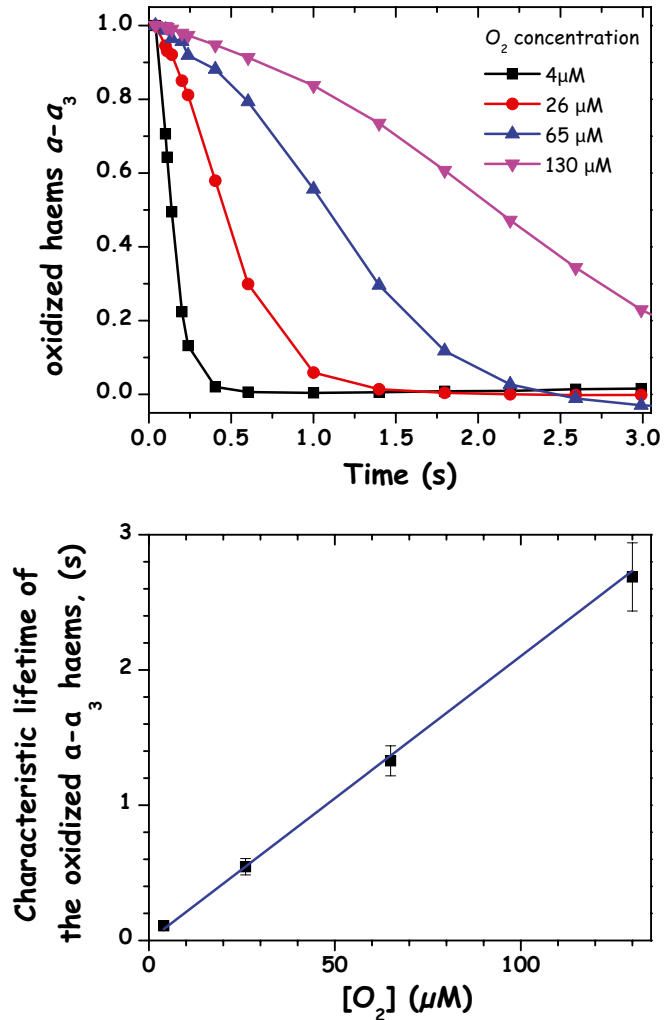 1.0
0.8
0.6
0.4
0.2
0.0
oxidized haems a-a3
O2 concentration
4µM
26 µM
65 µM
130 µM
0.0 0.5 1.0 1.5 2.0 2.5 3.0
Time (s)
3
2
1
0
Characteristic lifetime of
the oxidized a-a3 haems, (s)
0 50 100
[O2] (µM)